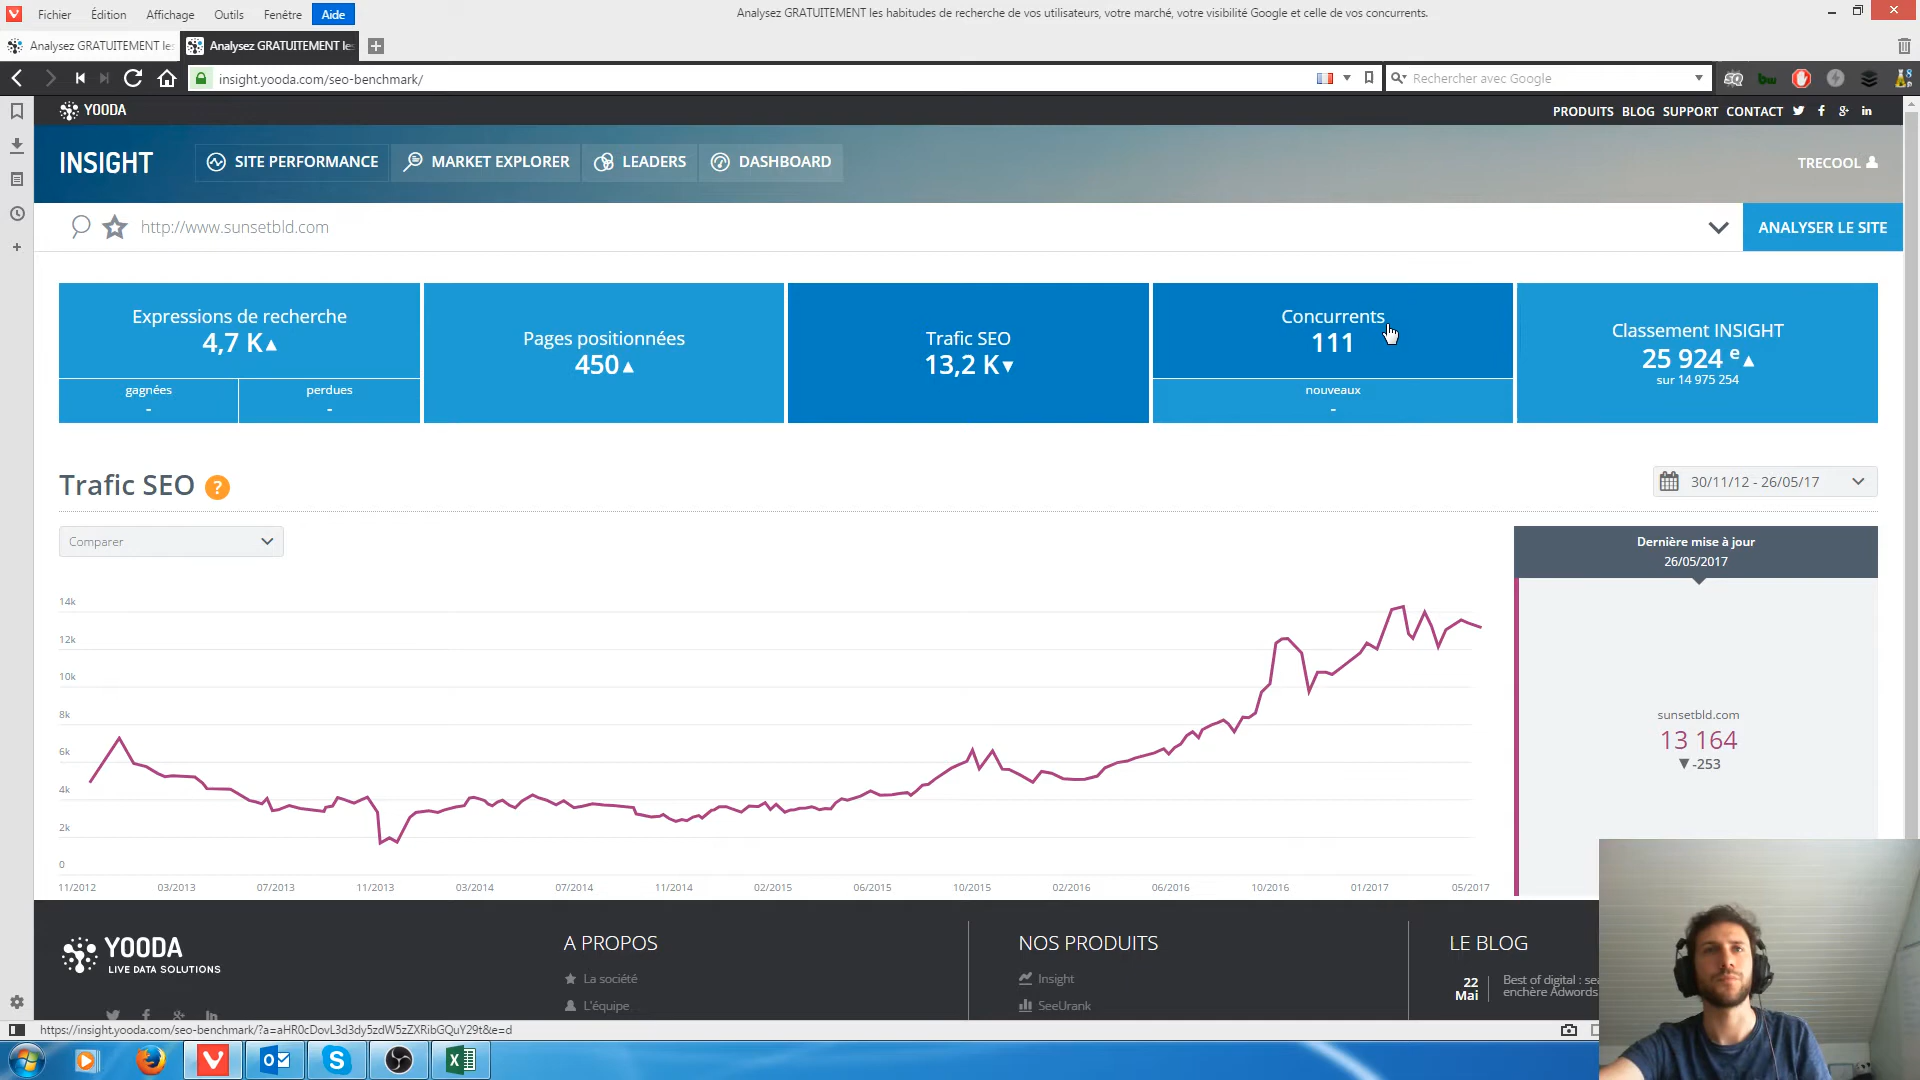 Fichier Édition Affichage Outils Fenêtre Aide
Analysez GRATUITEMENT les habitudes de recherche de vos utilisateurs, votre marché, votre visibilité Google et celle de vos concurrents.
Analysez GRATUITEMENT les
Analysez GRATUITEMENT les
insight.yooda.com/seo-benchmark/
Rechercher avec Google
YOODA
PRODUITS BLOG SUPPORT CONTACT
INSIGHT
SITE PERFORMANCE
MARKET EXPLORER
LEADERS
DASHBOARD
TRECOOL
http://www.sunsetbld.com
ANALYSER LE SITE
Expressions de recherche
4,7 K▲
gagnées
-
perdues
-
Pages positionnées
450▲
Trafic SEO
13,2 K▼
Concurrents
111
nouveaux
-
Classement INSIGHT
25 924 e▲
sur 14 975 254
Trafic SEO ?
30/11/12 - 26/05/17
Comparer
Dernière mise à jour
26/05/2017
14k
12k
10k
8k
6k
4k
2k
0
11/2012 03/2013 07/2013 11/2013 03/2014 07/2014 11/2014 02/2015 06/2015 10/2015 02/2016 06/2016 10/2016 01/2017 05/2017
sunsetbld.com
13 164
▼-253
YOODA
LIVE DATA SOLUTIONS
A PROPOS
La société
L'équipe
NOS PRODUITS
Insight
SeeUrank
LE BLOG
22
Mai
Best of digital : sea
enchère Adwords
https://insight.yooda.com/seo-benchmark/?a=aHR0cDovL3d3dy5zdW5zZXRibGQuY29t&e=d